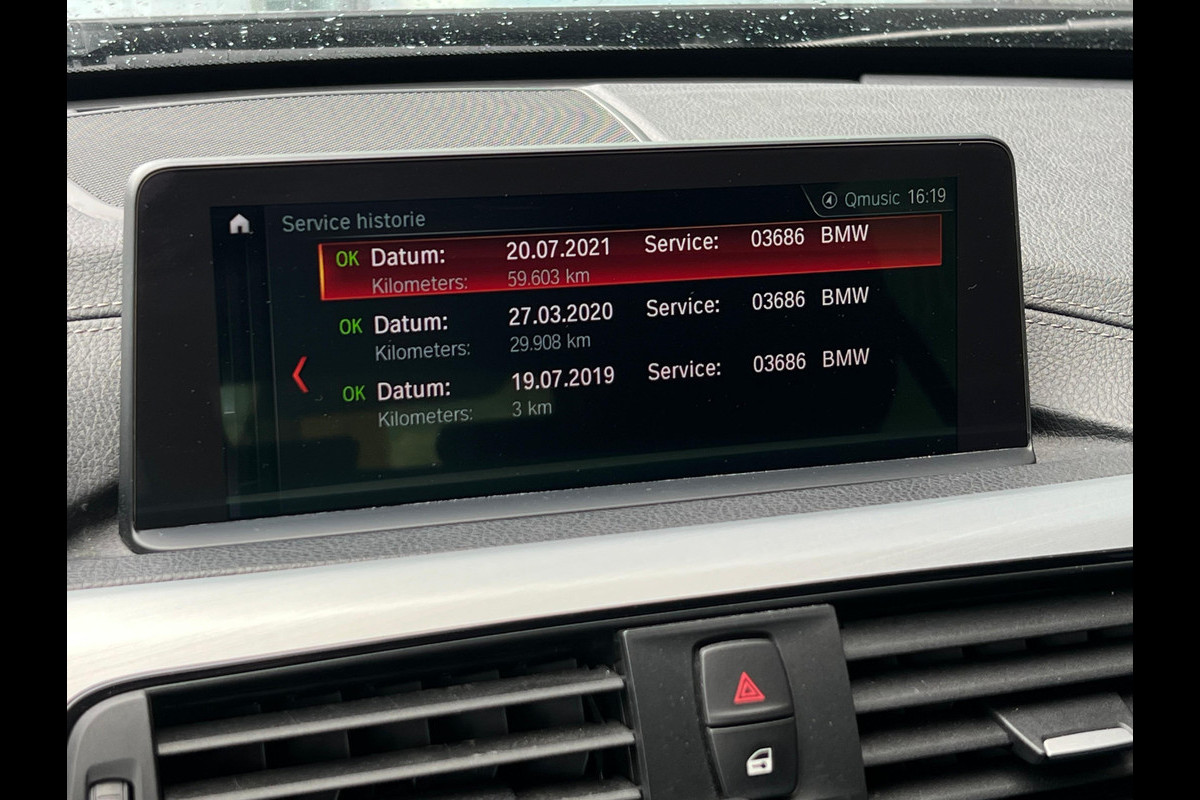 Qmusic 16:19
Service historie
OK Datum: 20.07.2021 Service: 03686 BMW
Kilometers: 59.603 km
OK Datum: 27.03.2020 Service: 03686 BMW
Kilometers: 29.908 km
OK Datum: 19.07.2019 Service: 03686 BMW
Kilometers: 3 km